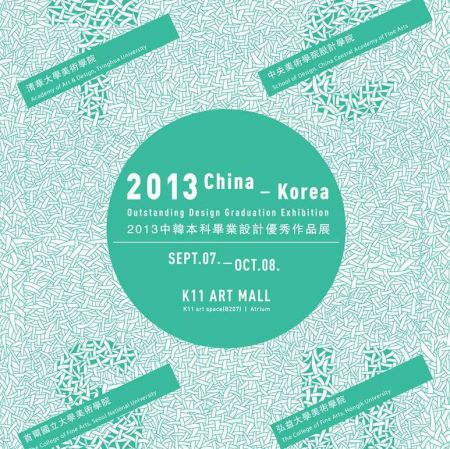 清華大學美術學院
Academy of Art & Design, Tsinghua University
中央美術學院設計學院
School of Design, China Central Academy of Fine Arts
2013 China – Korea
Outstanding Design Graduation Exhibition
2013中韓本科畢業設計優秀作品展
SEPT.07.–OCT.08.
K11 ART MALL
K11 art space(B207) | Atrium
首爾國立大學美術學院
The College of Fine Arts, Seoul National University
弘益大學美術學院
The College of Fine Arts, Hongik University